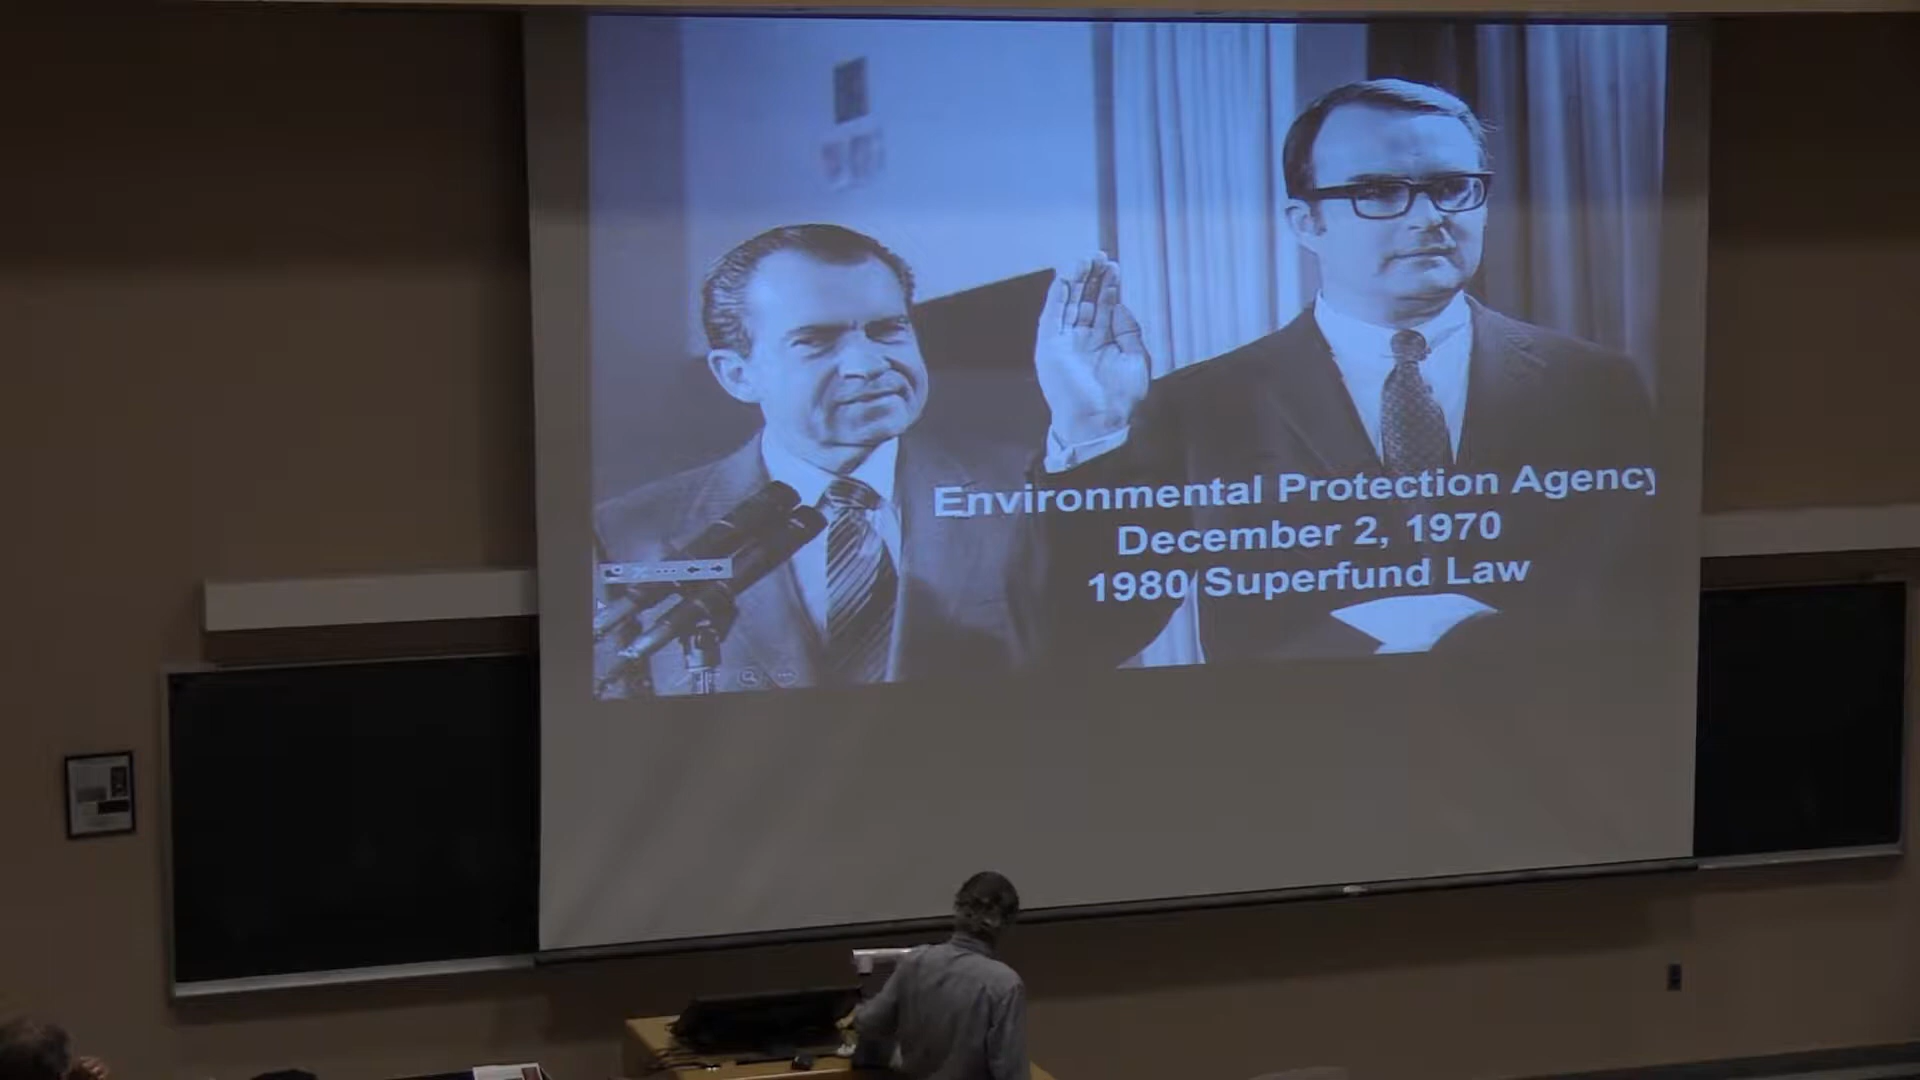 Environmental Protection Agency
December 2, 1970
1980 Superfund Law